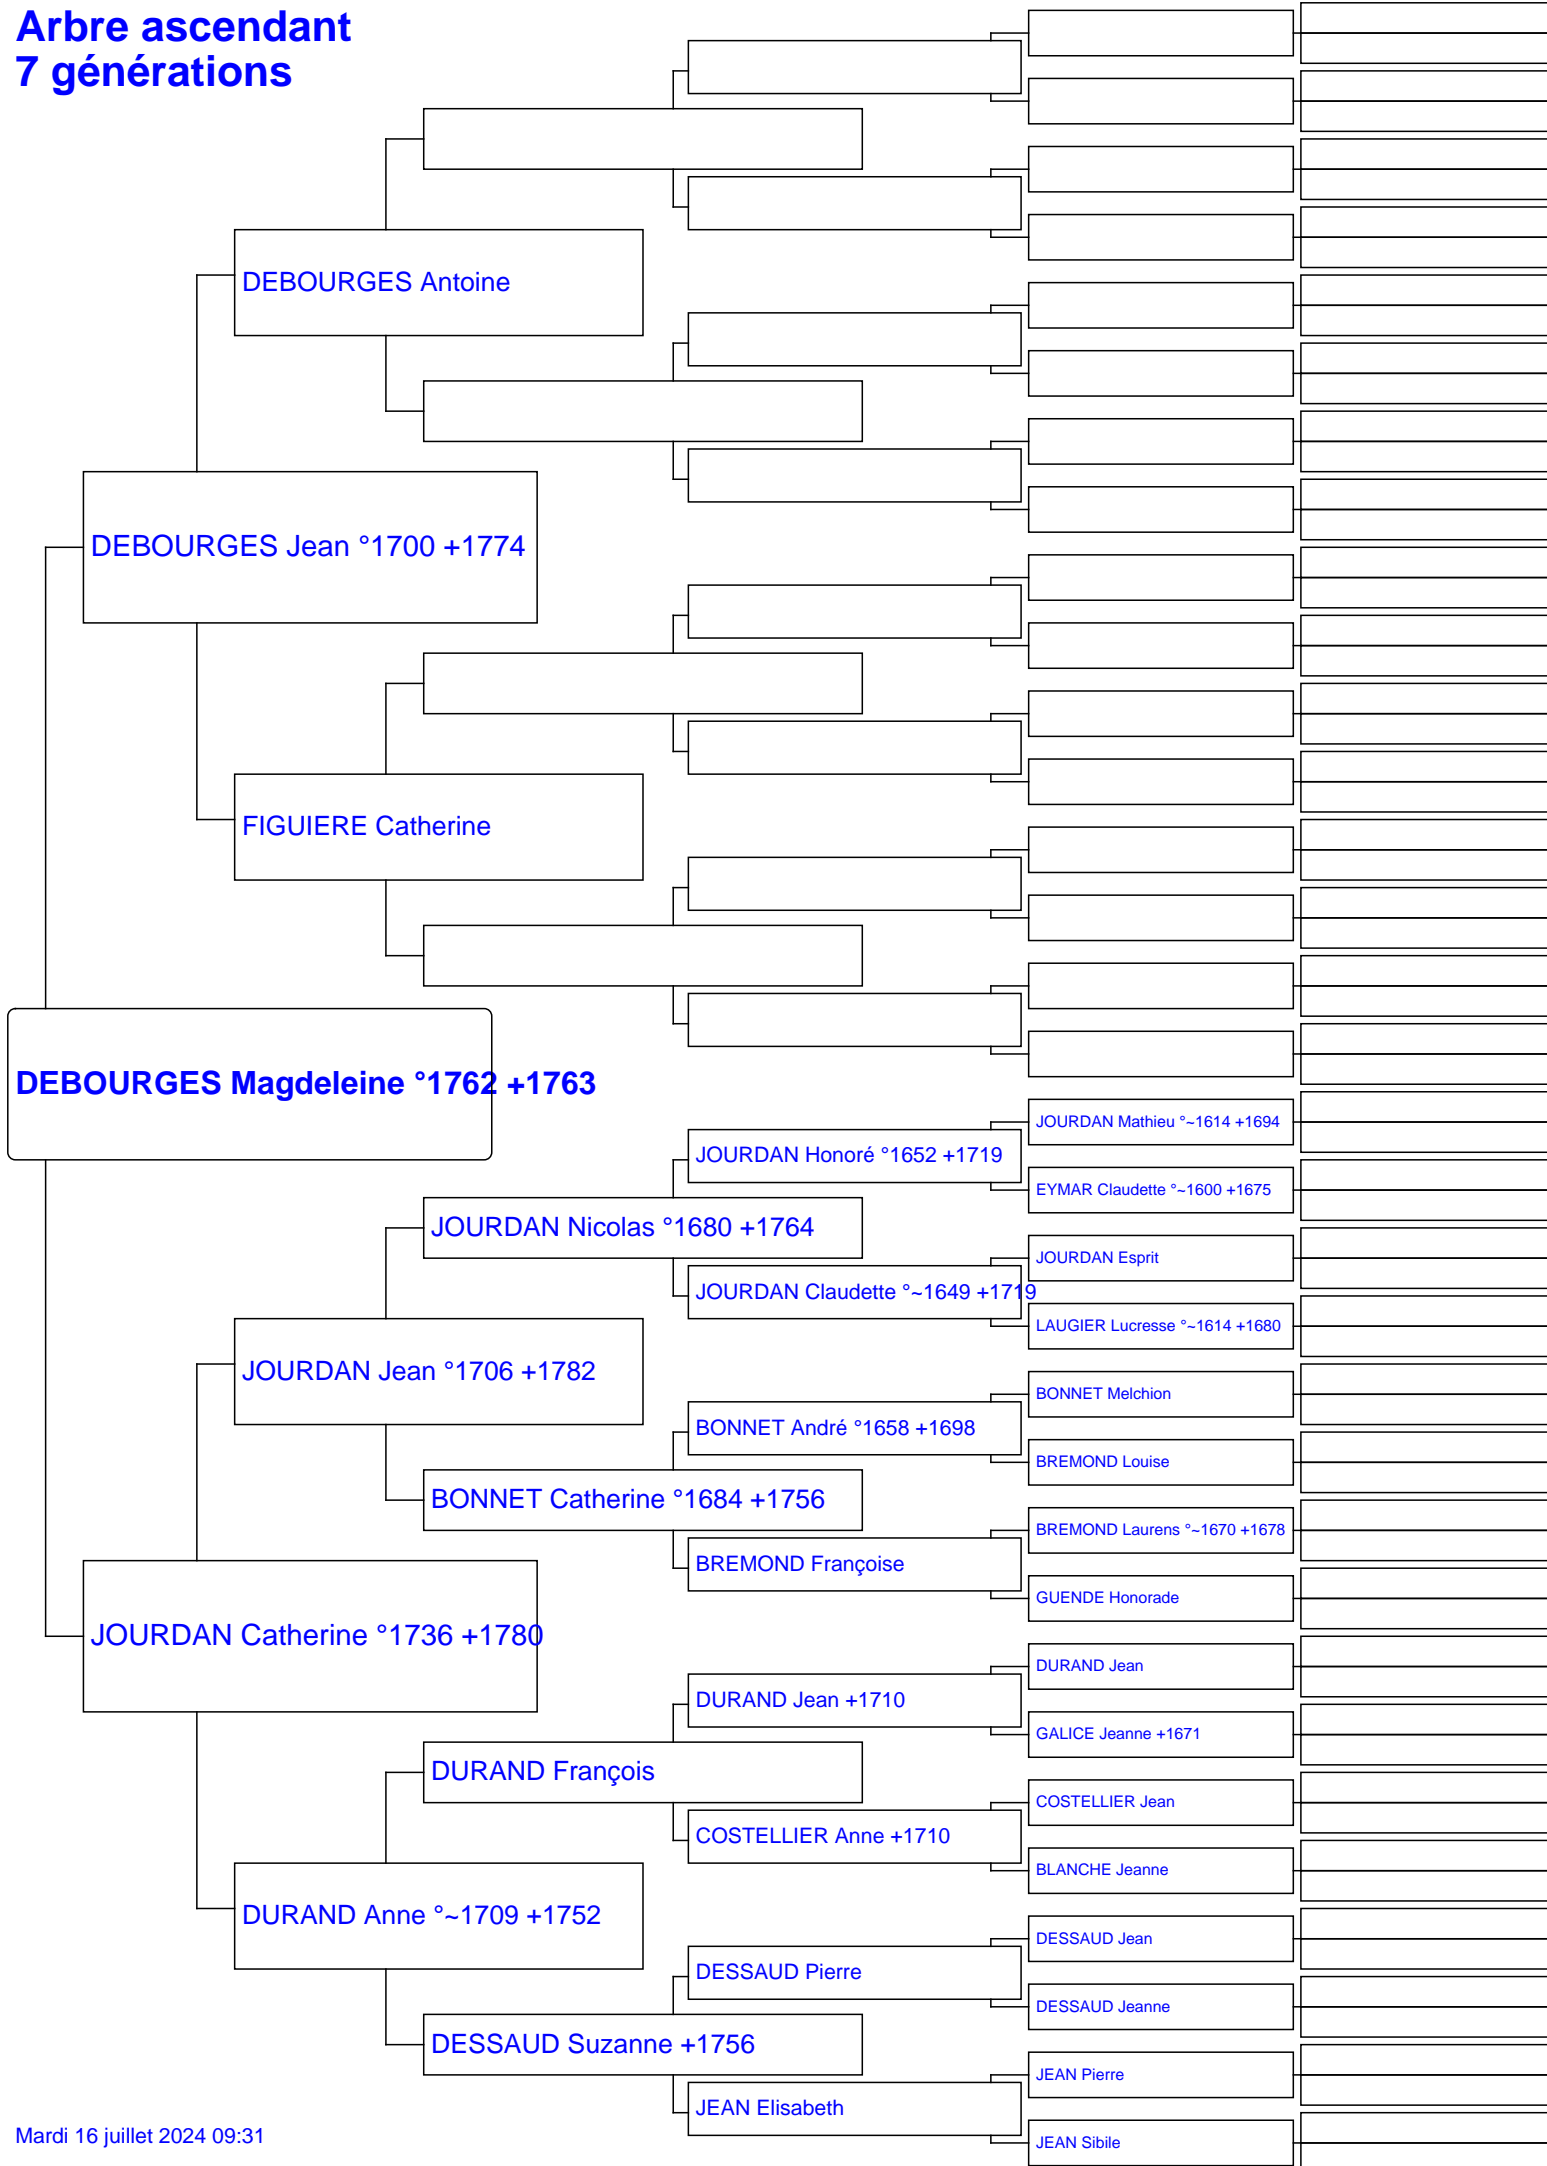 Arbre ascendant
7 générations
DEBOURGES Antoine
DEBOURGES Jean °1700 +1774
FIGUIERE Catherine
DEBOURGES Magdeleine °1762 +1763
JOURDAN Mathieu °~1614 +1694
JOURDAN Honoré °1652 +1719
EYMAR Claudette °~1600 +1675
JOURDAN Nicolas °1680 +1764
JOURDAN Esprit
JOURDAN Claudette °~1649 +1719
LAUGIER Lucresse °~1614 +1680
JOURDAN Jean °1706 +1782
BONNET Melchion
BONNET André °1658 +1698
BREMOND Louise
BONNET Catherine °1684 +1756
BREMOND Laurens °~1670 +1678
BREMOND Françoise
GUENDE Honorade
JOURDAN Catherine °1736 +1780
DURAND Jean
DURAND Jean +1710
GALICE Jeanne +1671
DURAND François
COSTELLIER Jean
COSTELLIER Anne +1710
BLANCHE Jeanne
DURAND Anne °~1709 +1752
DESSAUD Jean
DESSAUD Pierre
DESSAUD Jeanne
DESSAUD Suzanne +1756
JEAN Pierre
JEAN Elisabeth
JEAN Sibile
Mardi 16 juillet 2024 09:31